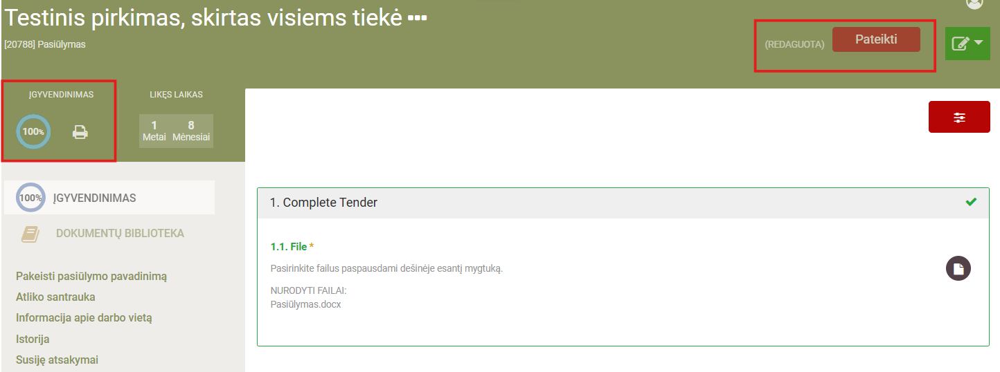 Testinis pirkimas, skirtas visiems tiekė
[20788] Pasiūlymas
(REDAGUOTA) Pateikti
ĮGYVENDINIMAS
100%
LIKĘS LAIKAS
1 8
Metai Mėnesiai
100% ĮGYVENDINIMAS
DOKUMENTŲ BIBLIOTEKA
Pakeisti pasiūlymo pavadinimą
Atliko santrauka
Informacija apie darbo vietą
Istorija
Susiję atsakymai
1. Complete Tender
1.1. File *
Pasirinkite failus paspausdami dešinėje esantį mygtuką.
NURODYTI FAILAI:
Pasiūlymas.docx